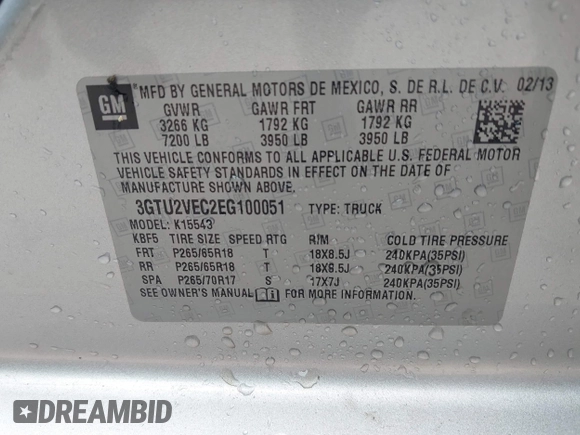 GM
MFD BY GENERAL MOTORS DE MEXICO, S. DE R.L. DE C.V. 02/13
GVWR GAWR FRT GAWR RR
3266 KG 1792 KG 1792 KG
7200 LB 3950 LB 3950 LB
THIS VEHICLE CONFORMS TO ALL APPLICABLE U.S. FEDERAL MOTOR
VEHICLE SAFETY STANDARDS IN EFFECT ON THE DATE OF
MANUFACTURE SHOWN ABOVE.
3GTU2VEC2EG100051 TYPE: TRUCK
MODEL: K15543
KBF5 TIRE SIZE SPEED RTG RIM COLD TIRE PRESSURE
FRT P265/65R18 T 18X8.5J 240KPA(35PSI)
RR P265/65R18 T 18X8.5J 240KPA(35PSI)
SPA P265/70R17 S 17X7J 240KPA(35PSI)
SEE OWNER'S MANUAL FOR MORE INFORMATION.
DREAMBID